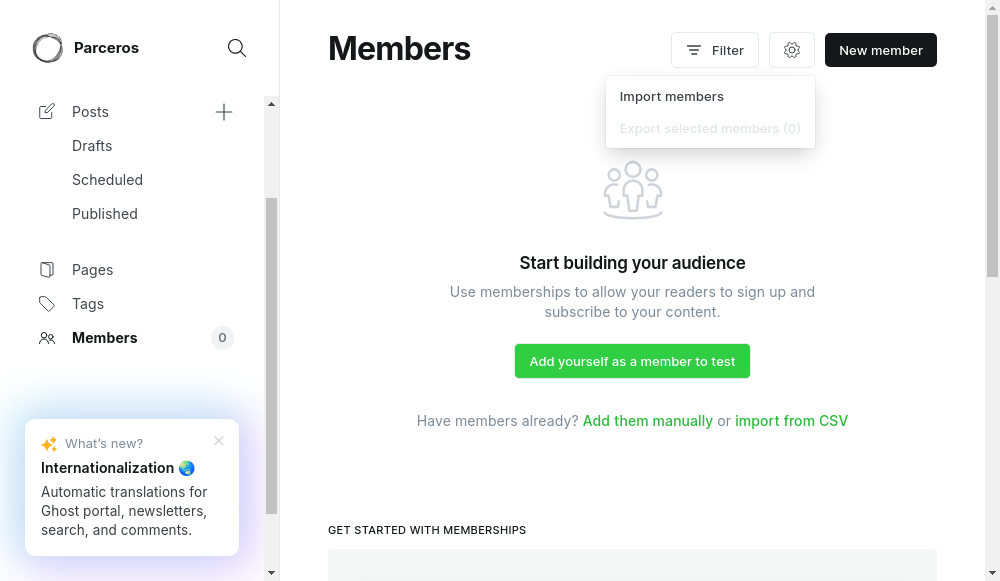 Parceros
Posts
Drafts
Scheduled
Published
Pages
Tags
Members
0
What's new?
Internationalization 🌏
Automatic translations for
Ghost portal, newsletters,
search, and comments.
Members
Filter
New member
Import members
Export selected members (0)
Start building your audience
Use memberships to allow your readers to sign up and
subscribe to your content.
Add yourself as a member to test
Have members already? Add them manually or import from CSV
GET STARTED WITH MEMBERSHIPS